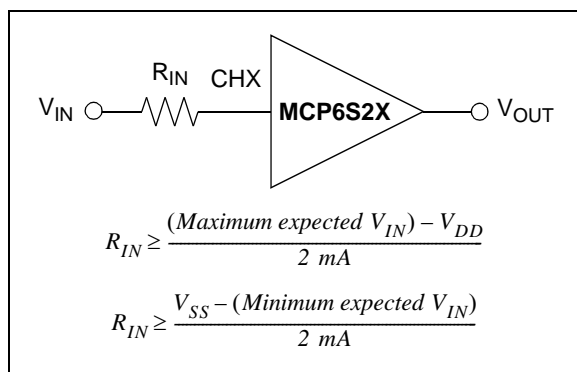 R_IN CHX
V_IN MCP6S2X V_OUT
R_IN ≥ (Maximum expected V_IN) – V_DD / 2 mA
R_IN ≥ V_SS – (Minimum expected V_IN) / 2 mA